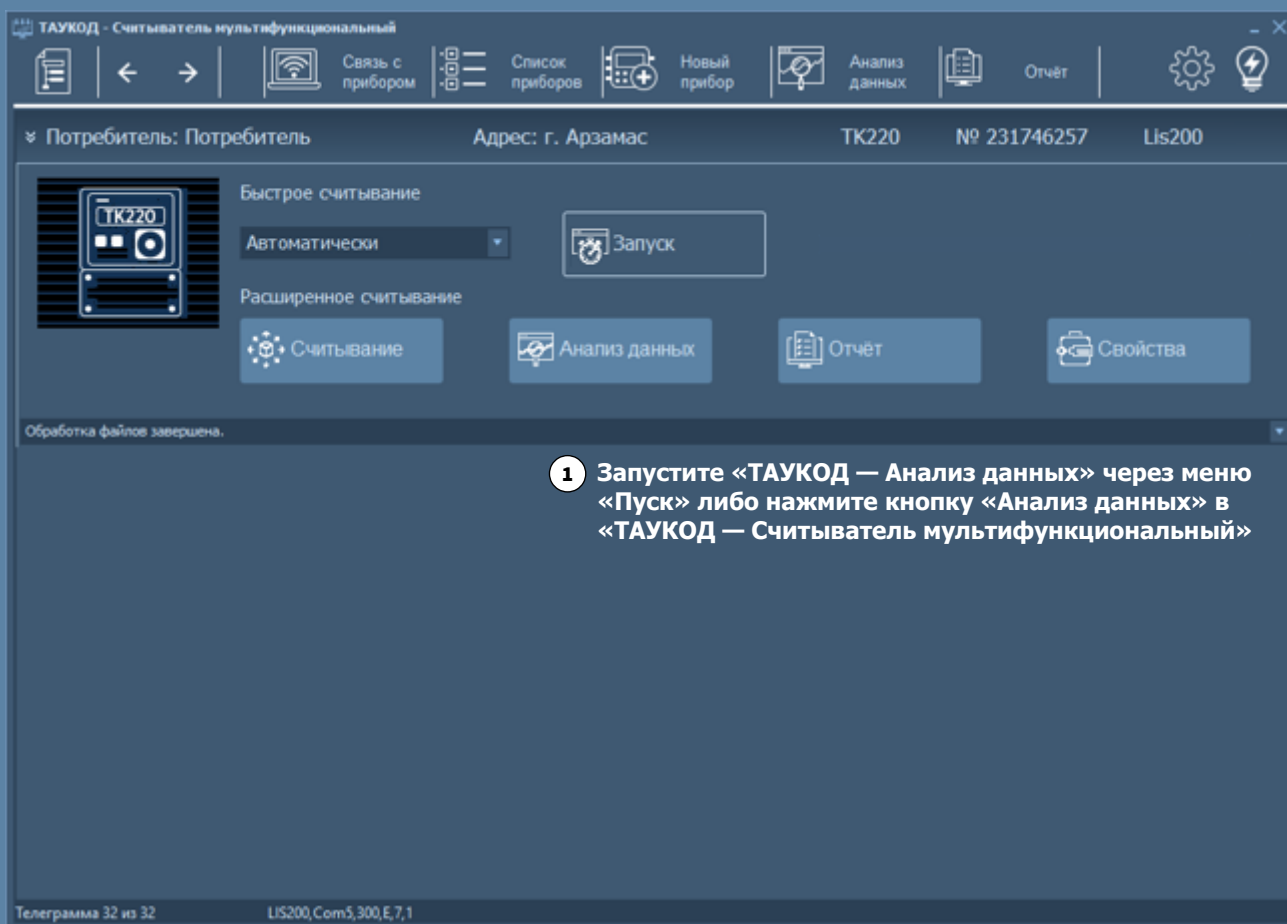 ТАУКОД - Считыватель мультифункциональный
Связь с прибором
Список приборов
Новый прибор
Анализ данных
Отчёт
Потребитель: Потребитель Адрес: г. Арзамас ТК220 № 231746257 Lis200
ТК220
Быстрое считывание
Автоматически
Запуск
Расширенное считывание
Считывание
Анализ данных
Отчёт
Свойства
Обработка файлов завершена.
1 Запустите «ТАУКОД — Анализ данных» через меню
«Пуск» либо нажмите кнопку «Анализ данных» в
«ТАУКОД — Считыватель мультифункциональный»
Телеграмма 32 из 32 LIS200,Com5,300,E,7,1